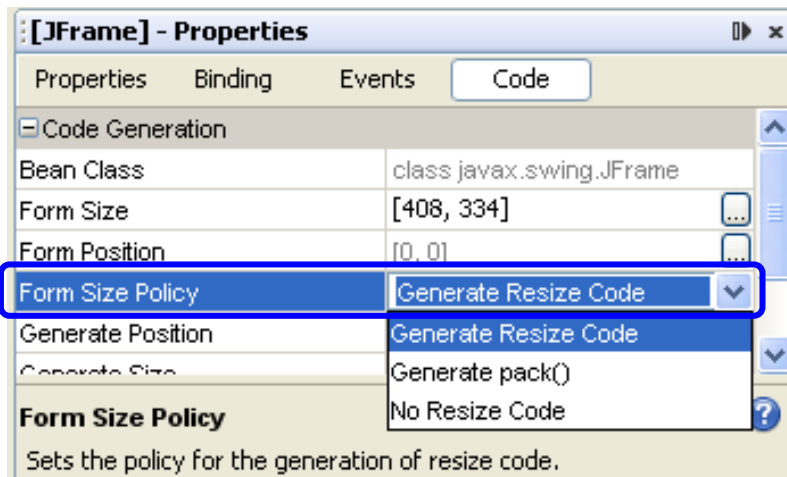 [JFrame] - Properties
Properties Binding Events Code
Code Generation
Bean Class class javax.swing.JFrame
Form Size [408, 334] ...
Form Position [0, 0] ...
Form Size Policy Generate Resize Code
Generate Position Generate Resize Code
Generate Size Generate pack()
No Resize Code
Form Size Policy ?
Sets the policy for the generation of resize code.